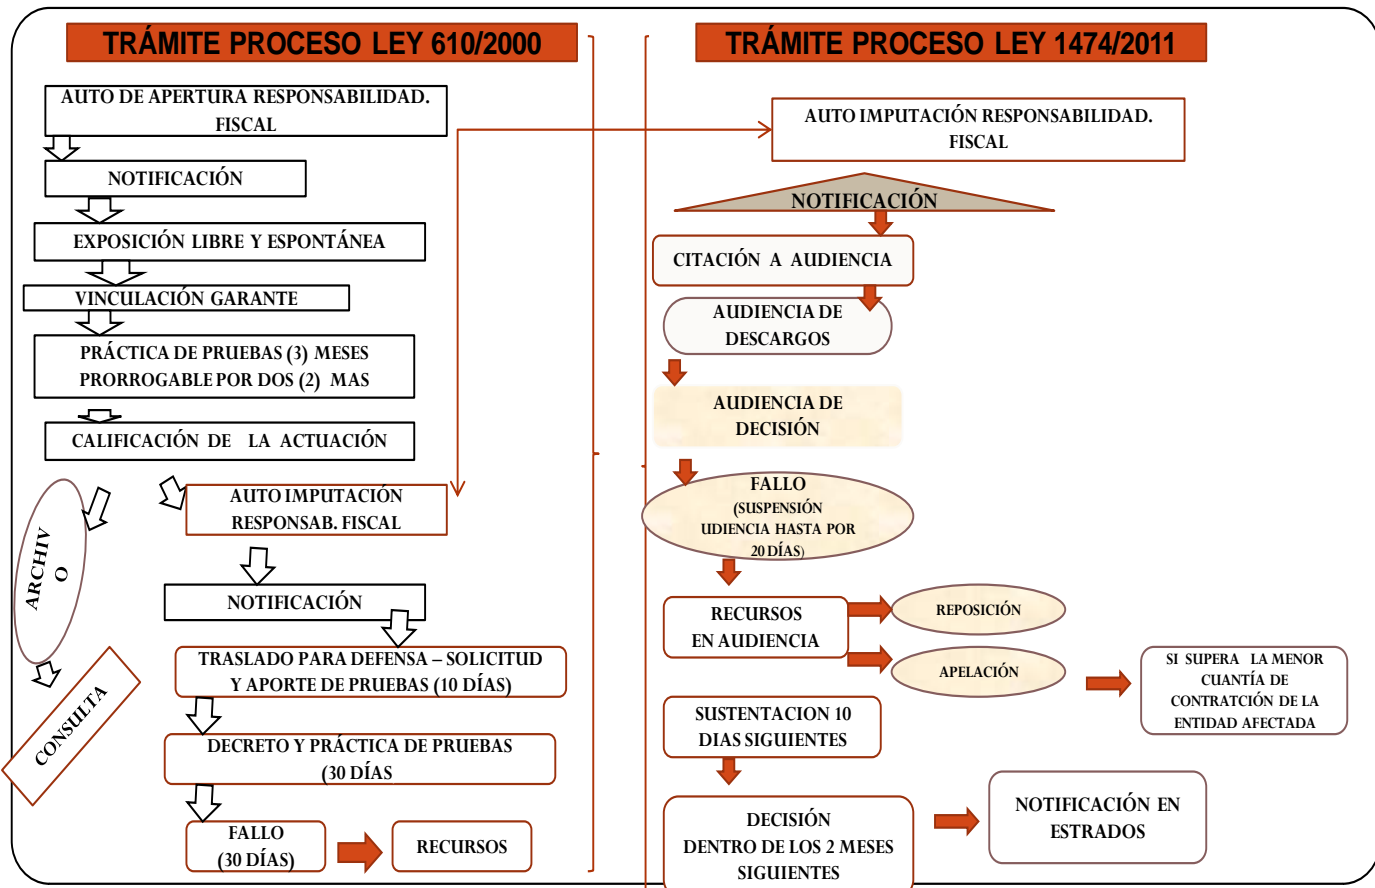 TRÁMITE PROCESO LEY 610/2000
AUTO DE APERTURA RESPONSABILIDAD.
FISCAL
NOTIFICACIÓN
EXPOSICIÓN LIBRE Y ESPONTÁNEA
VINCULACIÓN GARANTE
PRÁCTICA DE PRUEBAS (3) MESES
PRORROGABLE POR DOS (2) MAS
CALIFICACIÓN DE LA ACTUACIÓN
ARCHIV
O
CONSULTA
AUTO IMPUTACIÓN
RESPONSAB. FISCAL
NOTIFICACIÓN
TRASLADO PARA DEFENSA – SOLICITUD
Y APORTE DE PRUEBAS (10 DÍAS)
DECRETO Y PRÁCTICA DE PRUEBAS
(30 DÍAS
FALLO
(30 DÍAS)
RECURSOS
TRÁMITE PROCESO LEY 1474/2011
AUTO IMPUTACIÓN RESPONSABILIDAD.
FISCAL
NOTIFICACIÓN
CITACIÓN A AUDIENCIA
AUDIENCIA DE
DESCARGOS
AUDIENCIA DE
DECISIÓN
FALLO
(SUSPENSIÓN
UDIENCIA HASTA POR
20 DÍAS)
RECURSOS
EN AUDIENCIA
REPOSICIÓN
APELACIÓN
SI SUPERA LA MENOR
CUANTÍA DE
CONTRATCIÓN DE LA
ENTIDAD AFECTADA
SUSTENTACION 10
DIAS SIGUIENTES
DECISIÓN
DENTRO DE LOS 2 MESES
SIGUIENTES
NOTIFICACIÓN EN
ESTRADOS